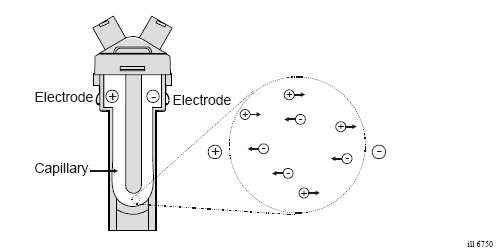 Electrode + - Electrode
Capillary
+ -
+ -
+
- -
-
+
ill 6750